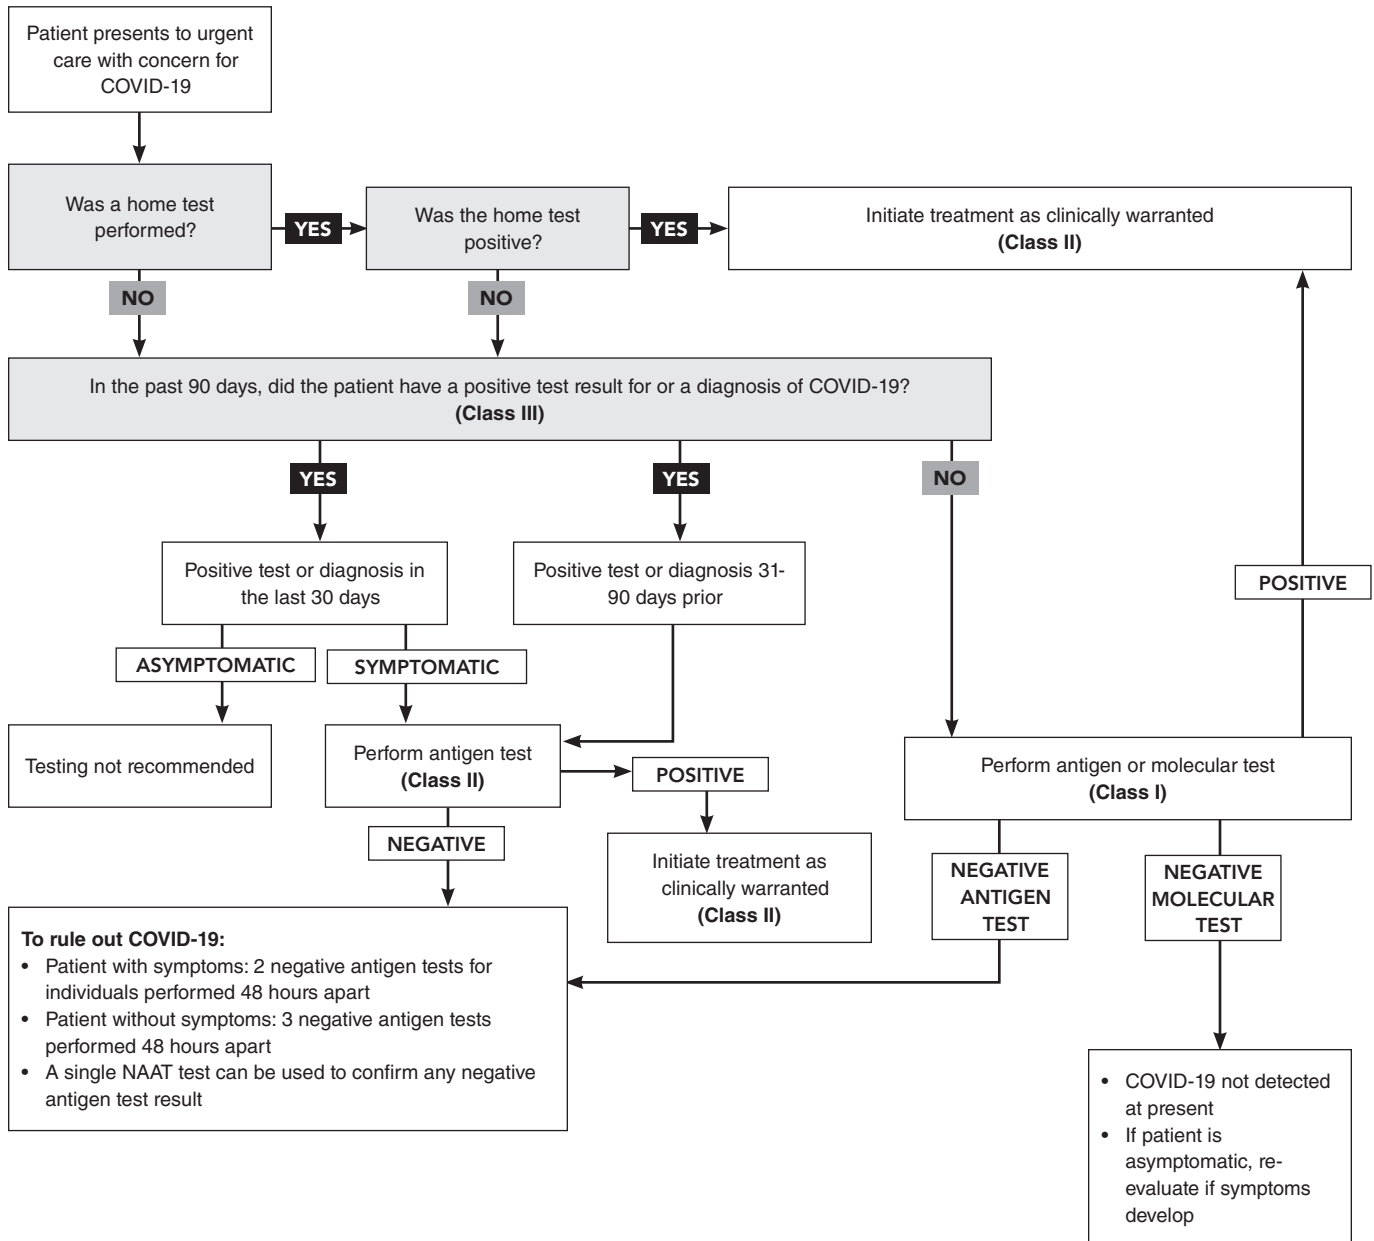 Patient presents to urgent
care with concern for
COVID-19
Was a home test
performed?
YES
Was the home test
positive?
YES
Initiate treatment as clinically warranted
(Class II)
NO
NO
In the past 90 days, did the patient have a positive test result for or a diagnosis of COVID-19?
(Class III)
YES
YES
NO
Positive test or diagnosis in
the last 30 days
Positive test or diagnosis 31-
90 days prior
POSITIVE
ASYMPTOMATIC
SYMPTOMATIC
Testing not recommended
Perform antigen test
(Class II)
POSITIVE
Perform antigen or molecular test
(Class I)
NEGATIVE
Initiate treatment as
clinically warranted
(Class II)
NEGATIVE
ANTIGEN
TEST
NEGATIVE
MOLECULAR
TEST
To rule out COVID-19:
• Patient with symptoms: 2 negative antigen tests for
individuals performed 48 hours apart
• Patient without symptoms: 3 negative antigen tests
performed 48 hours apart
• A single NAAT test can be used to confirm any negative
antigen test result
• COVID-19 not detected
at present
• If patient is
asymptomatic, re-
evaluate if symptoms
develop